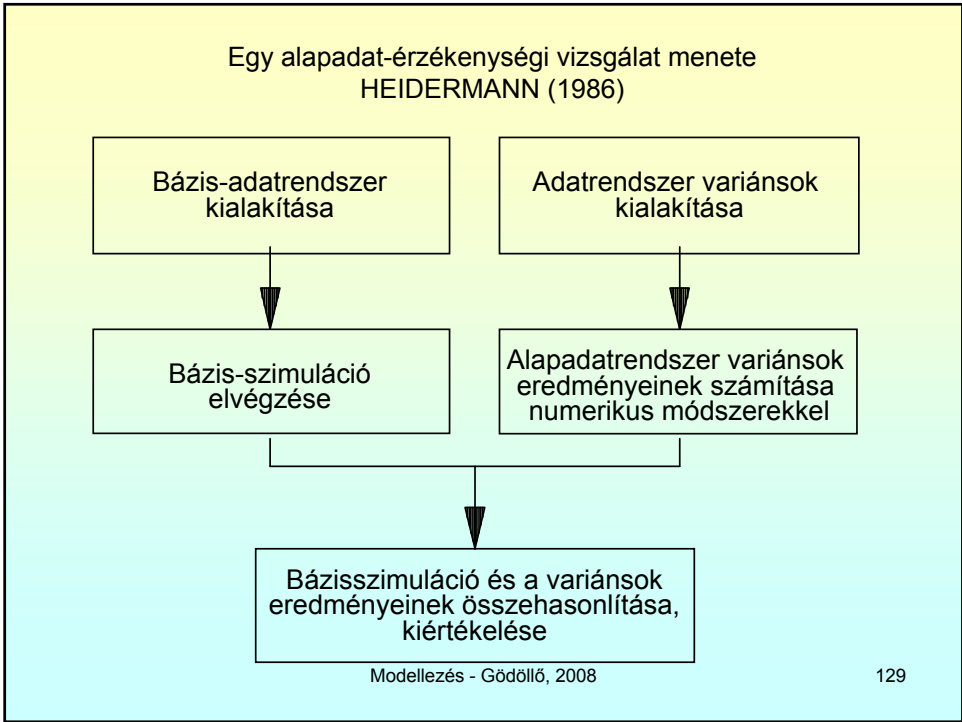 Egy alapadat-érzékenységi vizsgálat menete
HEIDERMANN (1986)
Bázis-adatrendszer
kialakítása
Adatrendszer variánsok
kialakítása
Bázis-szimuláció
elvégzése
Alapadatrendszer variánsok
eredményeinek számítása
numerikus módszerekkel
Bázisszimuláció és a variánsok
eredményeinek összehasonlítása,
kiértékelése
Modellezés - Gödöllő, 2008
129